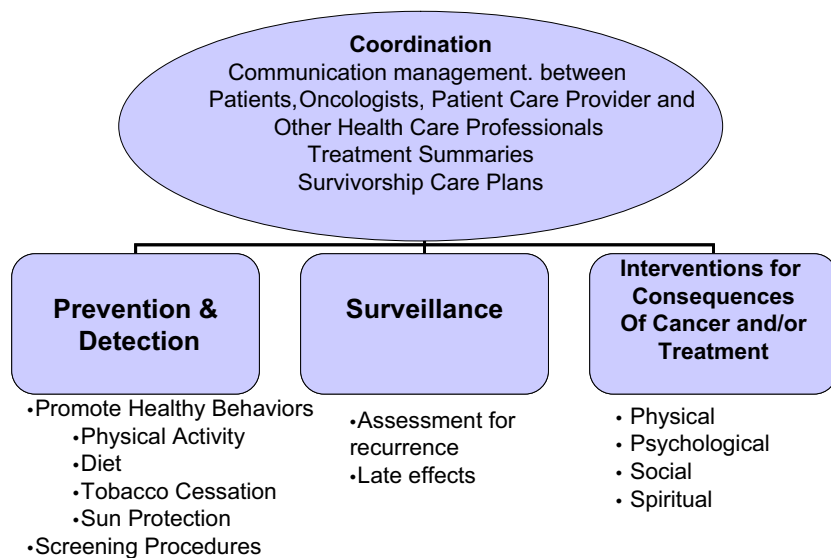 Coordination
Communication management. between
Patients,Oncologists, Patient Care Provider and
Other Health Care Professionals
Treatment Summaries
Survivorship Care Plans
Prevention &
Detection
•Promote Healthy Behaviors
•Physical Activity
•Diet
•Tobacco Cessation
•Sun Protection
•Screening Procedures
Surveillance
•Assessment for
recurrence
•Late effects
Interventions for
Consequences
Of Cancer and/or
Treatment
• Physical
• Psychological
• Social
• Spiritual